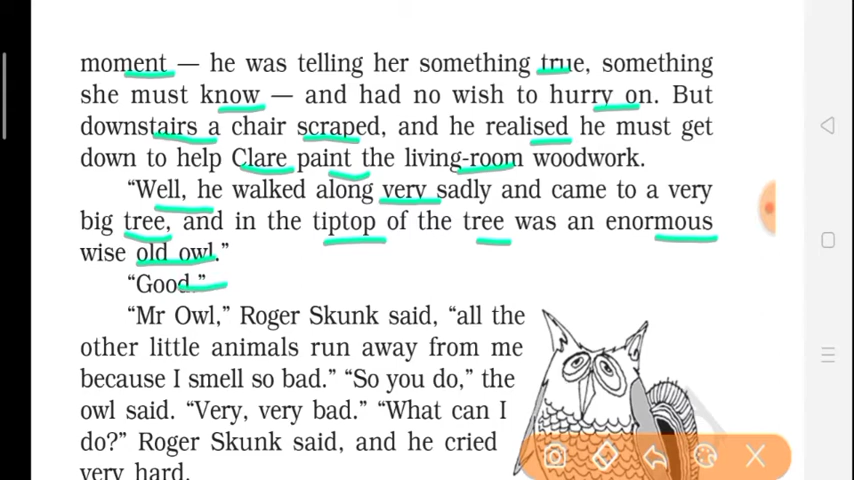 moment — he was telling her something true, something
she must know — and had no wish to hurry on. But
downstairs a chair scraped, and he realised he must get
down to help Clare paint the living-room woodwork.
“Well, he walked along very sadly and came to a very
big tree, and in the tiptop of the tree was an enormous
wise old owl.”
“Good.”
“Mr Owl,” Roger Skunk said, “all the
other little animals run away from me
because I smell so bad.” “So you do,” the
owl said. “Very, very bad.” “What can I
do?” Roger Skunk said, and he cried
very hard.